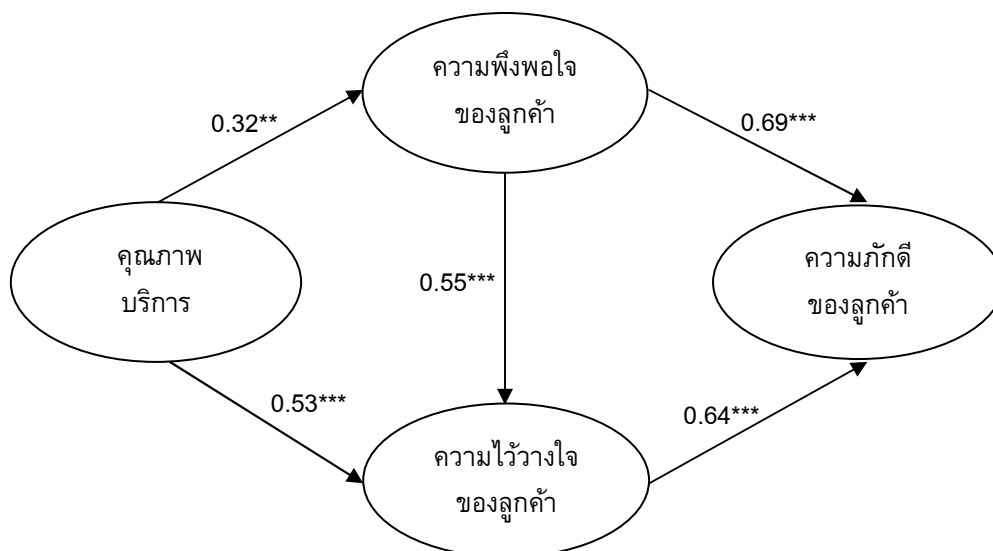 ความพึงพอใจ
ของลูกค้า
0.32**
0.69***
คุณภาพ
บริการ
0.55***
ความภักดี
ของลูกค้า
0.53***
0.64***
ความไว้วางใจ
ของลูกค้า